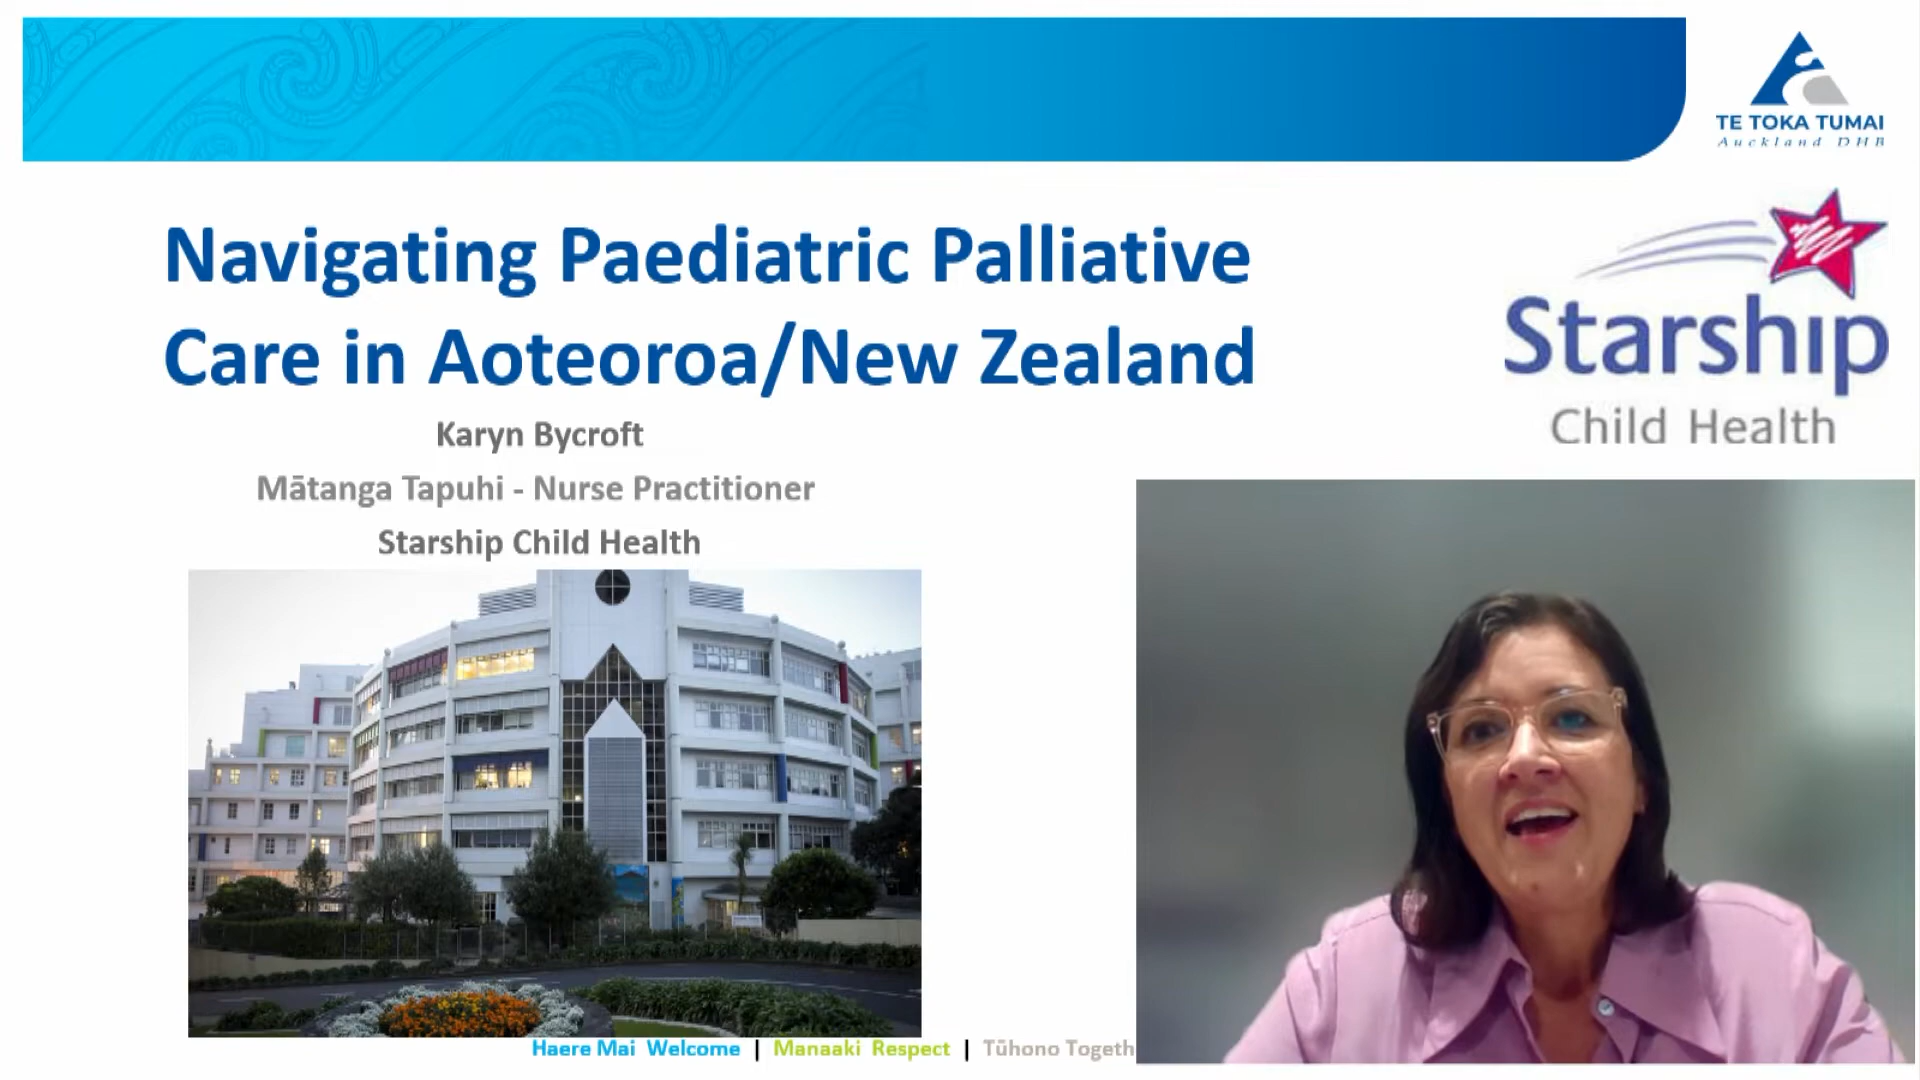 TE TOKA TUMAI
Auckland DHB
Navigating Paediatric Palliative
Care in Aoteoroa/New Zealand
Starship
Child Health
Karyn Bycroft
Mātanga Tapuhi - Nurse Practitioner
Starship Child Health
Haere Mai Welcome | Manaaki Respect | Tūhono Togeth